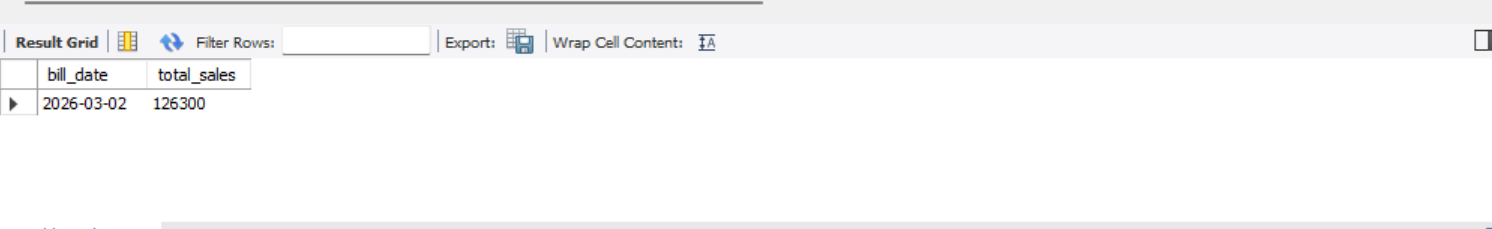 Result Grid Filter Rows: Export: Wrap Cell Content:
bill_date total_sales
2026-03-02 126300